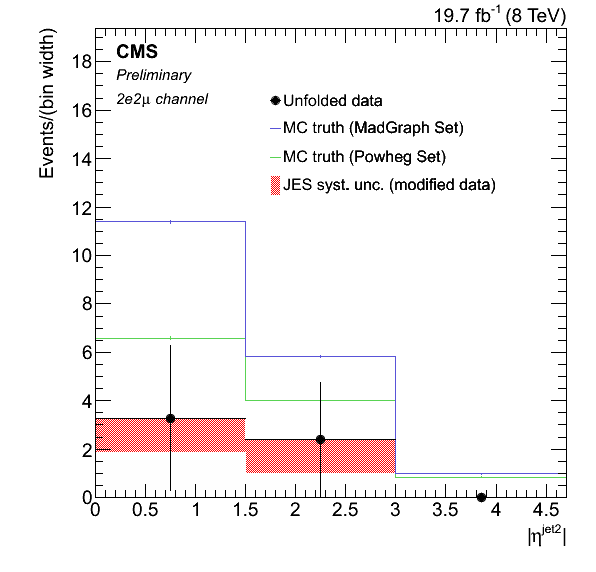 19.7 fb⁻¹ (8 TeV)
CMS
Preliminary
2e2μ channel
Unfolded data
MC truth (MadGraph Set)
MC truth (Powheg Set)
JES syst. unc. (modified data)
Events/(bin width)
18
16
14
12
10
8
6
4
2
0
0 0.5 1 1.5 2 2.5 3 3.5 4 4.5
|η^jet2|